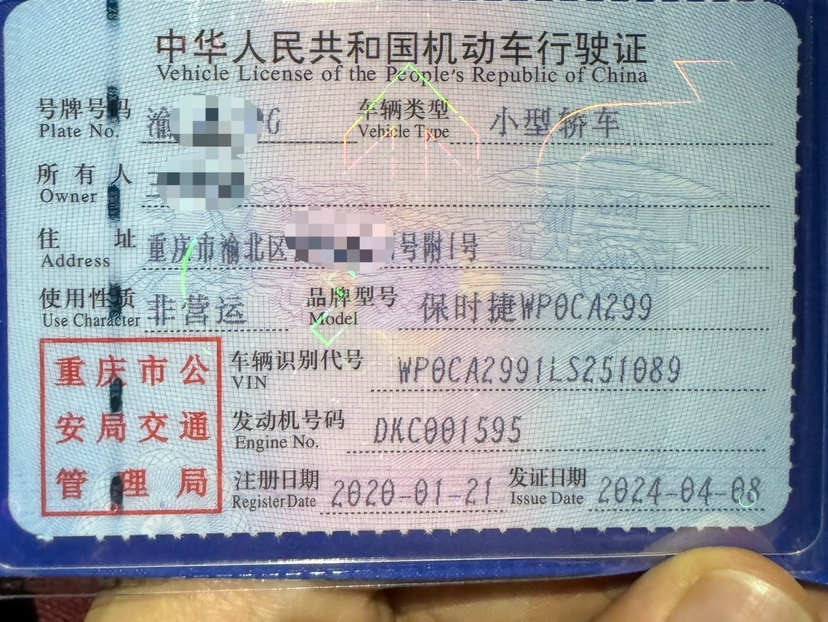 中华人民共和国机动车行驶证
Vehicle License of the People's Republic of China
号牌号码 渝 G 车辆类型 小型轿车
Plate No. Vehicle Type
所有人
Owner
住址 重庆市渝北区 号附1号
Address
使用性质 非营运 品牌型号 保时捷WP0CA299
Use Character Model
重庆市公安局交通管理局
车辆识别代号 WP0CA2991LS251089
VIN
发动机号码 DKC001595
Engine No.
注册日期 2020-01-21 发证日期 2024-04-08
Register Date Issue Date